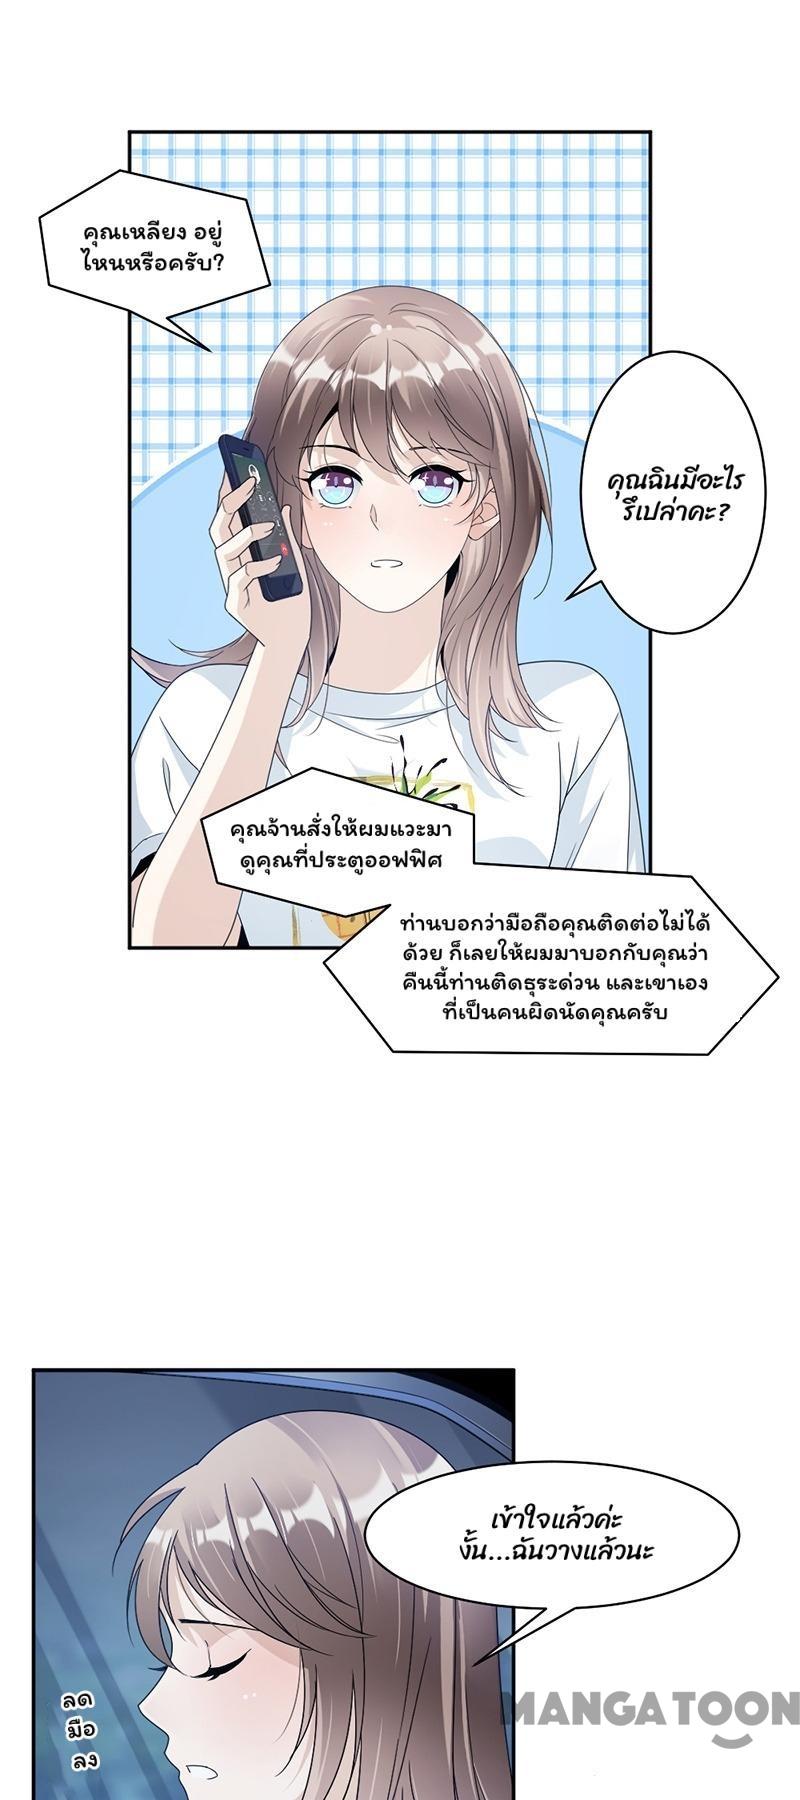 คุณเหลียง อยู่
ไหนหรือครับ?
คุณฉินมีอะไร
รึเปล่าคะ?
คุณจ้านสั่งให้ผมแวะมา
ดูคุณที่ประตูออฟฟิศ
ท่านบอกว่ามือถือคุณติดต่อไม่ได้
ด้วย ก็เลยให้ผมมาบอกกับคุณว่า
คืนนี้ท่านติดธุระด่วน และเขาเอง
ที่เป็นคนผิดนัดคุณครับ
เข้าใจแล้วค่ะ
งั้น...ฉันวางแล้วนะ
ลด
มือ
ลง
MANGATOON